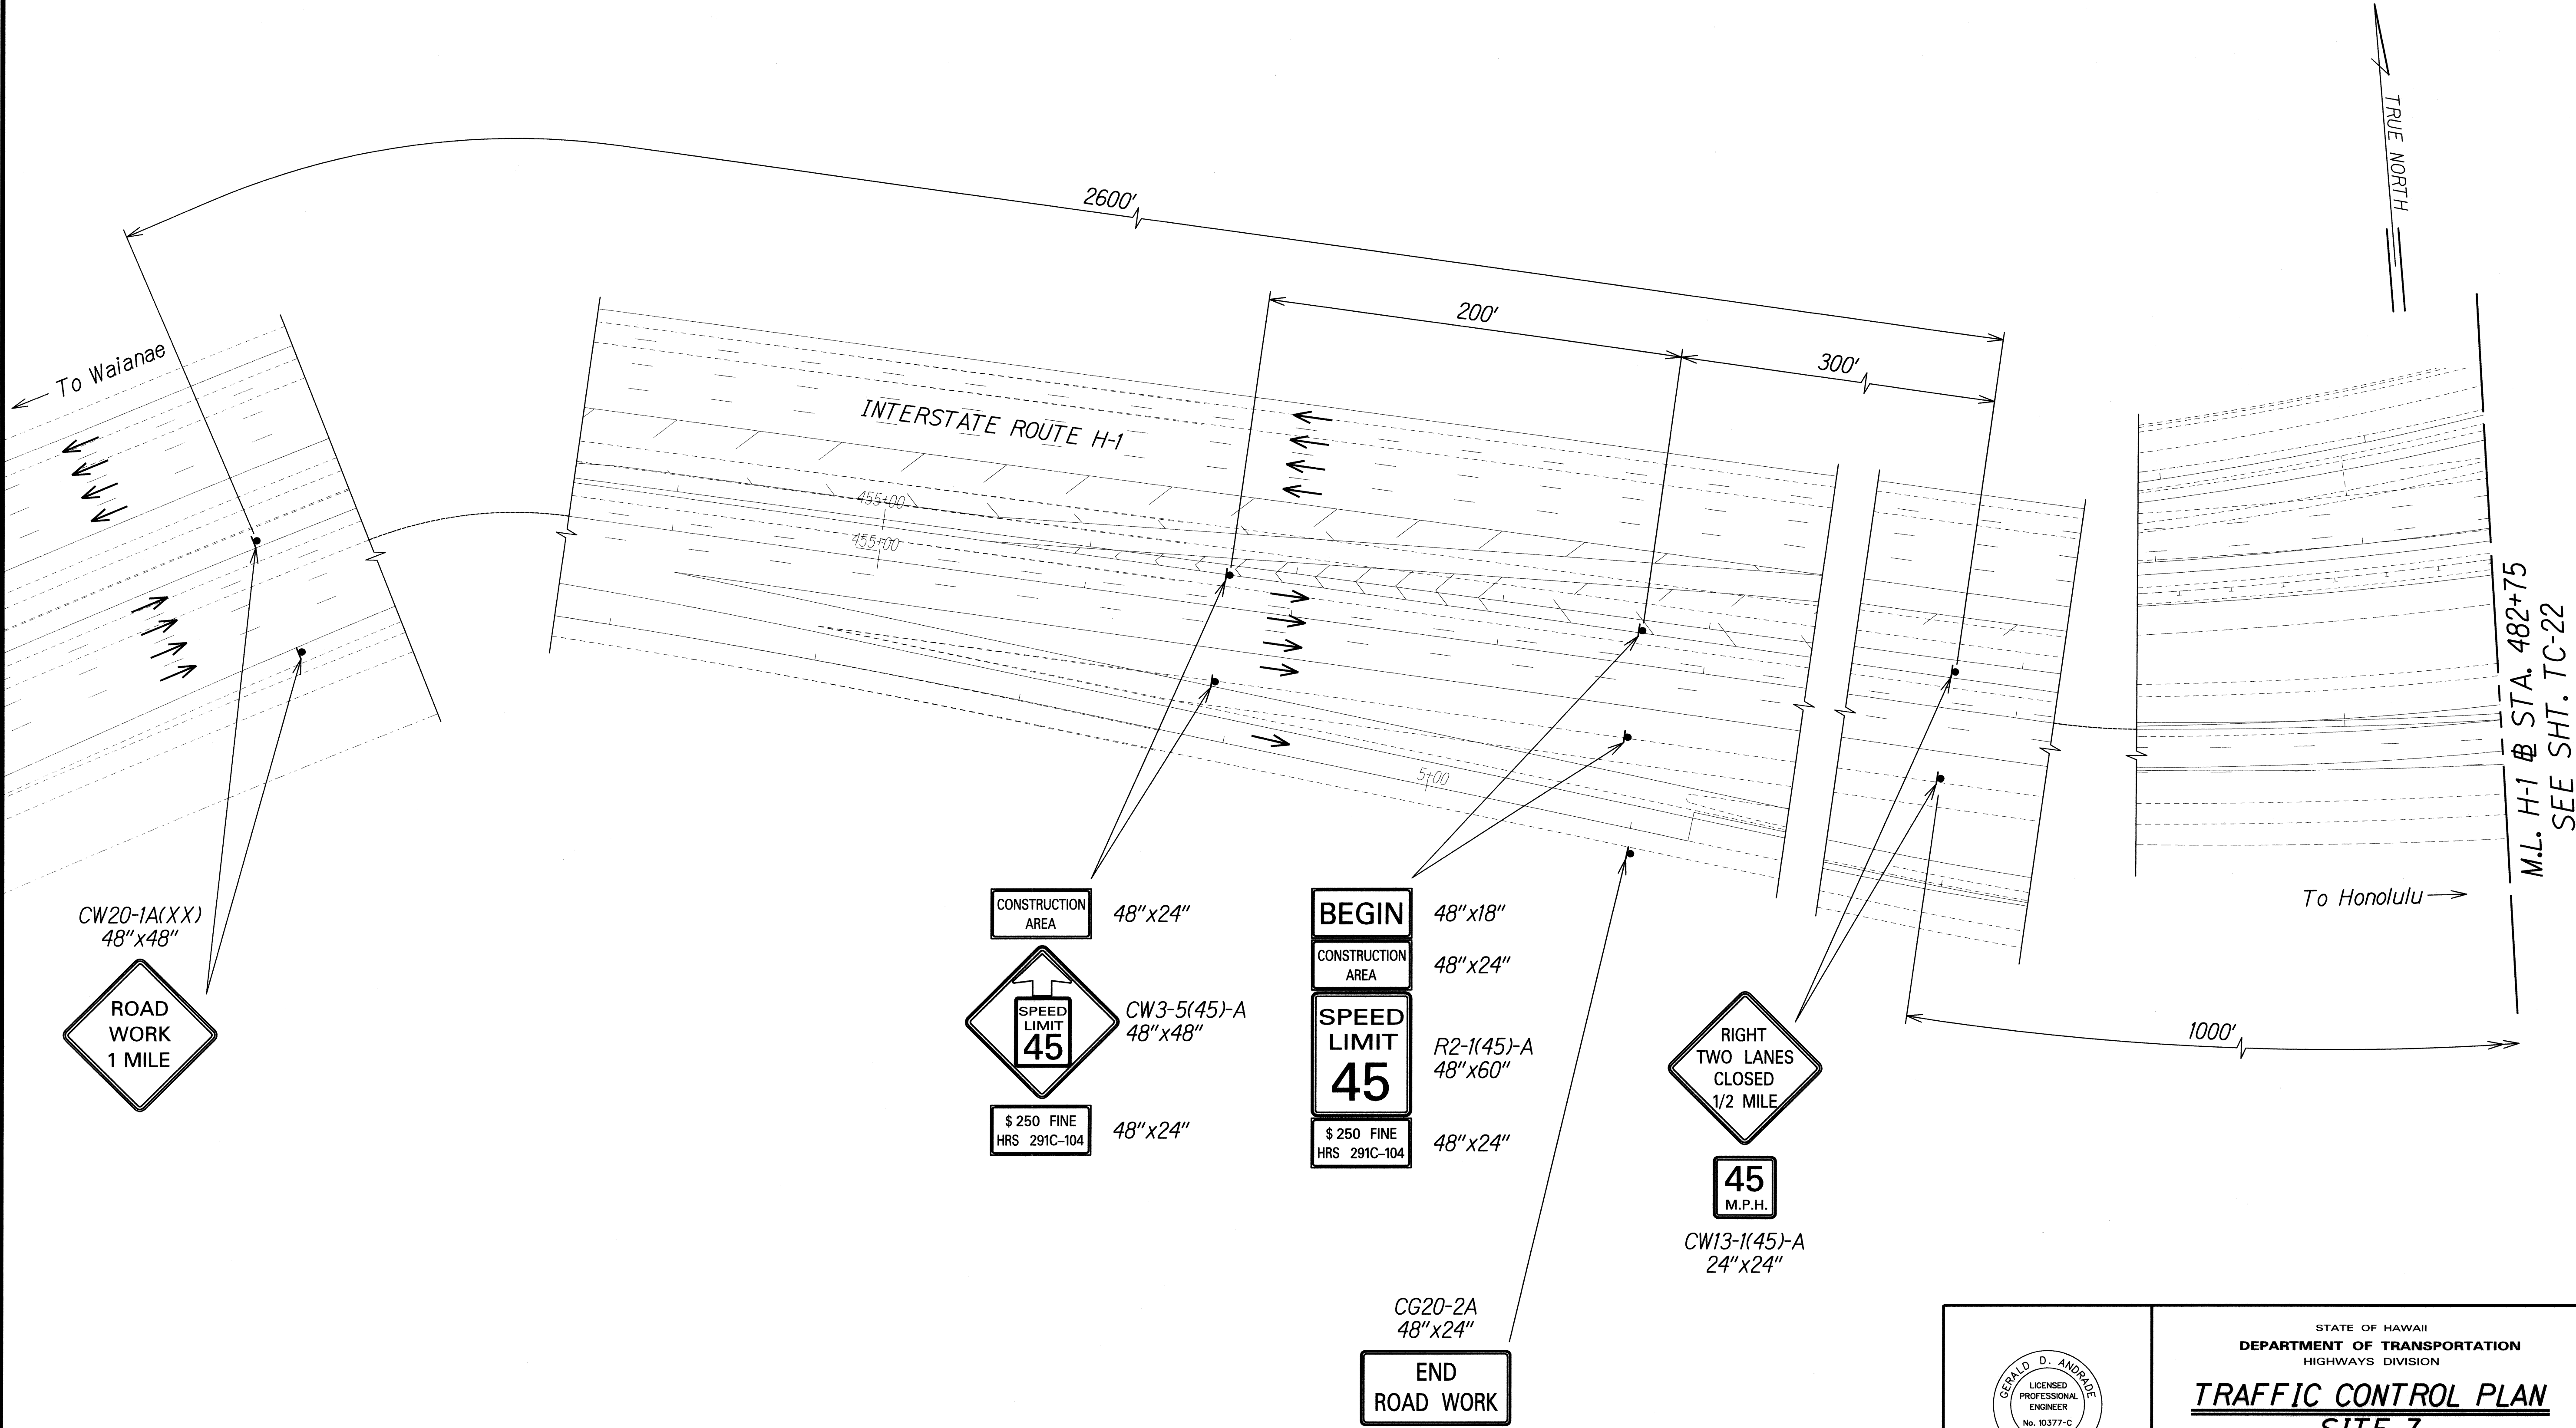 TRUE NORTH
2600'
200'
300'
To Waianae
INTERSTATE ROUTE H-1
455+00
455+00
5+00
M.L. H-1 ⅊ STA. 482+75
SEE SHT. TC-22
To Honolulu
1000'
CW20-1A(XX)
48"x48"
ROAD
WORK
1 MILE
CONSTRUCTION
AREA
48"x24"
SPEED
LIMIT
45
CW3-5(45)-A
48"x48"
$ 250 FINE
HRS 291C-104
48"x24"
BEGIN
48"x18"
CONSTRUCTION
AREA
48"x24"
SPEED
LIMIT
45
R2-1(45)-A
48"x60"
$ 250 FINE
HRS 291C-104
48"x24"
RIGHT
TWO LANES
CLOSED
1/2 MILE
45
M.P.H.
CW13-1(45)-A
24"x24"
CG20-2A
48"x24"
END
ROAD WORK
GERALD D. ANDRADE
LICENSED
PROFESSIONAL
ENGINEER
No. 10377-C
STATE OF HAWAII
DEPARTMENT OF TRANSPORTATION
HIGHWAYS DIVISION
TRAFFIC CONTROL PLAN